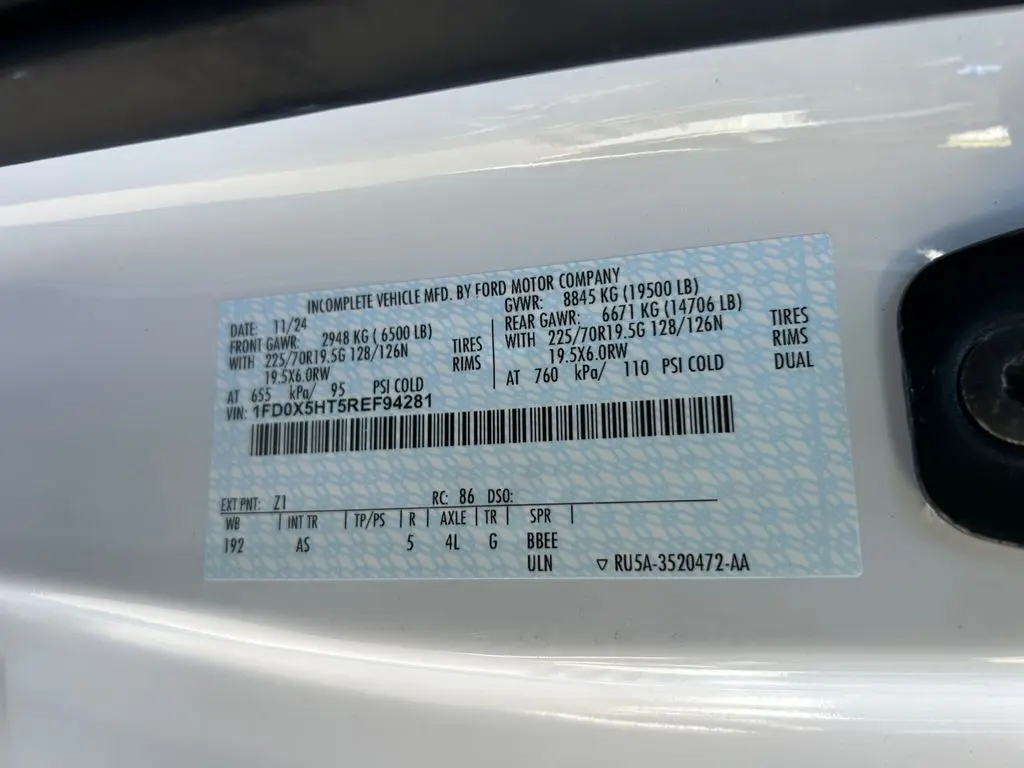 INCOMPLETE VEHICLE MFD. BY FORD MOTOR COMPANY
DATE: 11/24 GVWR: 8845 KG (19500 LB)
FRONT GAWR: 2948 KG ( 6500 LB) REAR GAWR: 6671 KG (14706 LB)
WITH 225/70R19.5G 128/126N TIRES WITH 225/70R19.5G 128/126N TIRES
19.5X6.0RW RIMS 19.5X6.0RW RIMS
AT 655 kPa/ 95 PSI COLD AT 760 kPa/ 110 PSI COLD DUAL
VIN: 1FD0X5HT5REF94281
EXT PNT: Z1 RC: 86 DSO:
WB | INT TR | TP/PS | R | AXLE | TR | SPR |
192 AS 5 4L G BBEE
ULN ▽ RU5A-3520472-AA